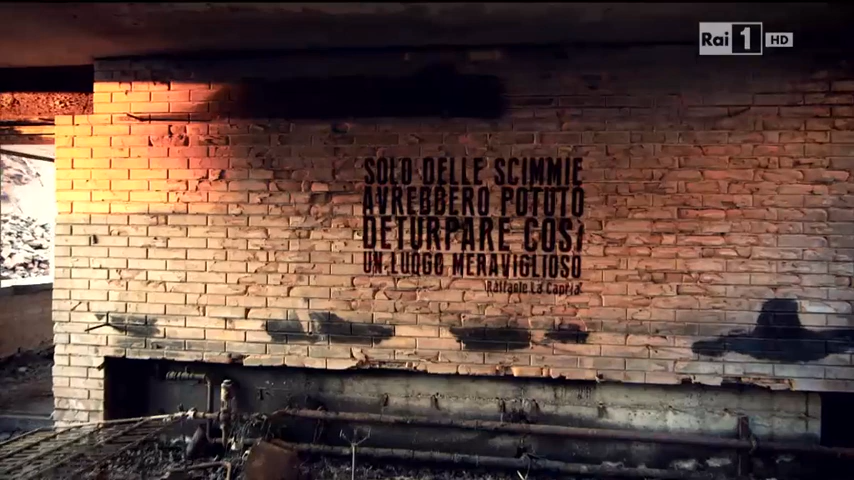 Rai 1 HD
SOLO DELLE SCIMMIE
AVREBBERO POTUTO
DETURPARE COSÌ
UN LUOGO MERAVIGLIOSO
Raffaele La Capria